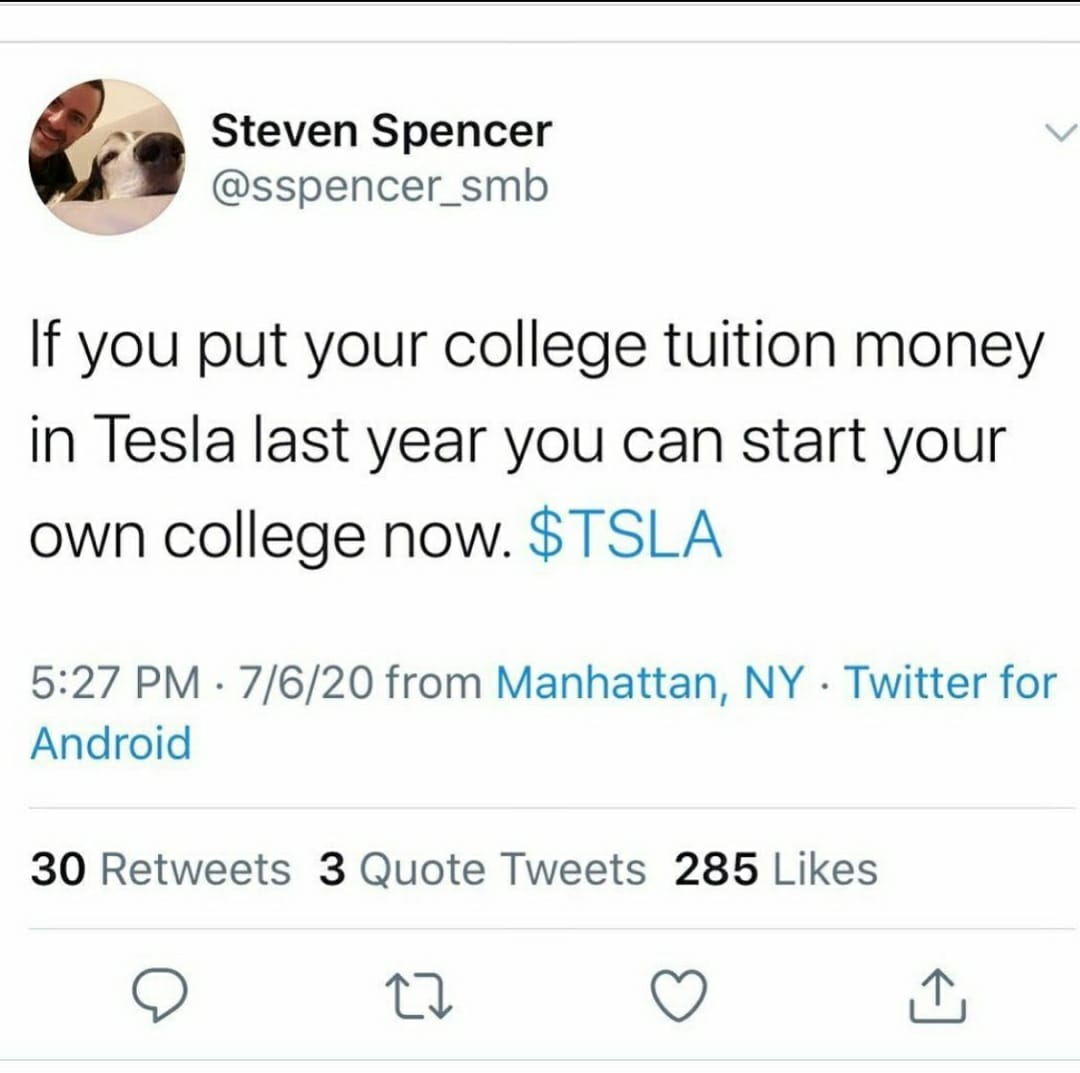 Steven Spencer
@sspencer_smb
If you put your college tuition money
in Tesla last year you can start your
own college now. $TSLA
5:27 PM · 7/6/20 from Manhattan, NY · Twitter for
Android
30 Retweets 3 Quote Tweets 285 Likes